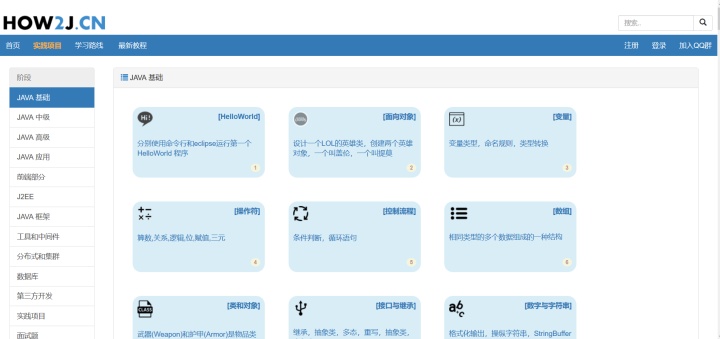 HOW2J.CN
搜索..
首页 实践项目 学习路线 最新教程 注册 登录 加入QQ群
阶段
JAVA 基础
JAVA 中级
JAVA 高级
JAVA 应用
前端部分
J2EE
JAVA 框架
工具和中间件
分布式和集群
数据库
第三方开发
实践项目
面试题
JAVA 基础
Hi!
[HelloWorld]
分别使用命令行和eclipse运行第一个
HelloWorld 程序
1
[面向对象]
设计一个LOL的英雄类，创建两个英雄
对象，一个叫盖伦，一个叫提莫
2
(x)
[变量]
变量类型，命名规则，类型转换
3
[操作符]
算数,关系,逻辑,位,赋值,三元
4
[控制流程]
条件判断，循环语句
5
[数组]
相同类型的多个数据组成的一种结构
6
CLASS
[类和对象]
武器(Weapon)和护甲(Armor)是物品类
[接口与继承]
继承，抽象类，多态，重写，抽象类，
ab c
[数字与字符串]
格式化输出，操纵字符串，StringBuffer